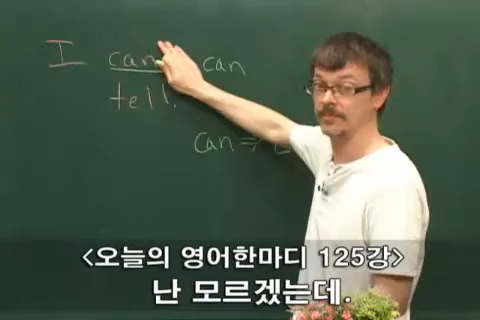 I can can
tell.
can ⇒
<오늘의 영어한마디 125강>
난 모르겠는데.